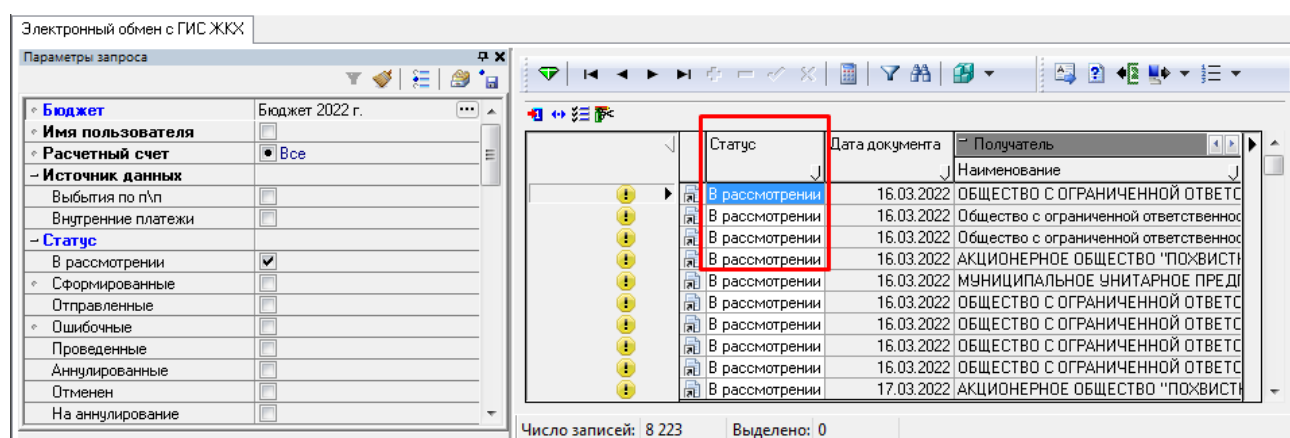 Электронный обмен с ГИС ЖКХ
Параметры запроса
Бюджет Бюджет 2022 г.
Имя пользователя
Расчетный счет Все
Источник данных
Выбытия по п\п
Внутренние платежи
Статус
В рассмотрении
Сформированные
Отправленные
Ошибочные
Проведенные
Аннулированные
Отменен
На аннулирование
Статус Дата документа Получатель
Наименование
В рассмотрении 16.03.2022 ОБЩЕСТВО С ОГРАНИЧЕННОЙ ОТВЕТС
В рассмотрении 16.03.2022 Общество с ограниченной ответственнос
В рассмотрении 16.03.2022 Общество с ограниченной ответственнос
В рассмотрении 16.03.2022 АКЦИОНЕРНОЕ ОБЩЕСТВО "ПОХВИСТН
В рассмотрении 16.03.2022 МУНИЦИПАЛЬНОЕ УНИТАРНОЕ ПРЕДП
В рассмотрении 16.03.2022 ОБЩЕСТВО С ОГРАНИЧЕННОЙ ОТВЕТС
В рассмотрении 16.03.2022 ОБЩЕСТВО С ОГРАНИЧЕННОЙ ОТВЕТС
В рассмотрении 16.03.2022 ОБЩЕСТВО С ОГРАНИЧЕННОЙ ОТВЕТС
В рассмотрении 16.03.2022 ОБЩЕСТВО С ОГРАНИЧЕННОЙ ОТВЕТС
В рассмотрении 17.03.2022 АКЦИОНЕРНОЕ ОБЩЕСТВО "ПОХВИСТН
Число записей: 8 223 Выделено: 0